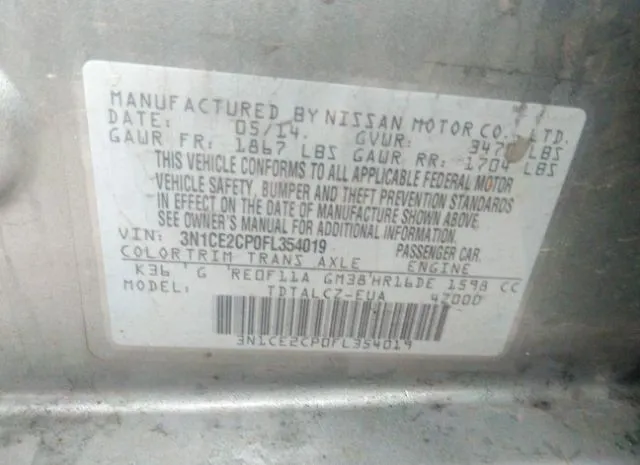 MANUFACTURED BY NISSAN MOTOR CO., LTD.
DATE: 05/14. GVWR: LBS
GAWR FR: 1867 LBS GAWR RR: 1704 LBS
THIS VEHICLE CONFORMS TO ALL APPLICABLE FEDERAL MOTOR
VEHICLE SAFETY, BUMPER AND THEFT PREVENTION STANDARDS
IN EFFECT ON THE DATE OF MANUFACTURE SHOWN ABOVE.
SEE OWNER'S MANUAL FOR ADDITIONAL INFORMATION.
VIN: 3N1CE2CP0FL354019 PASSENGER CAR
COLOR TRIM TRANS AXLE ENGINE
K36 G RE0F11A GM38 HR16DE 1598 CC
MODEL: TDTALCZ-EUA 42000
3N1CE2CP0FL354019